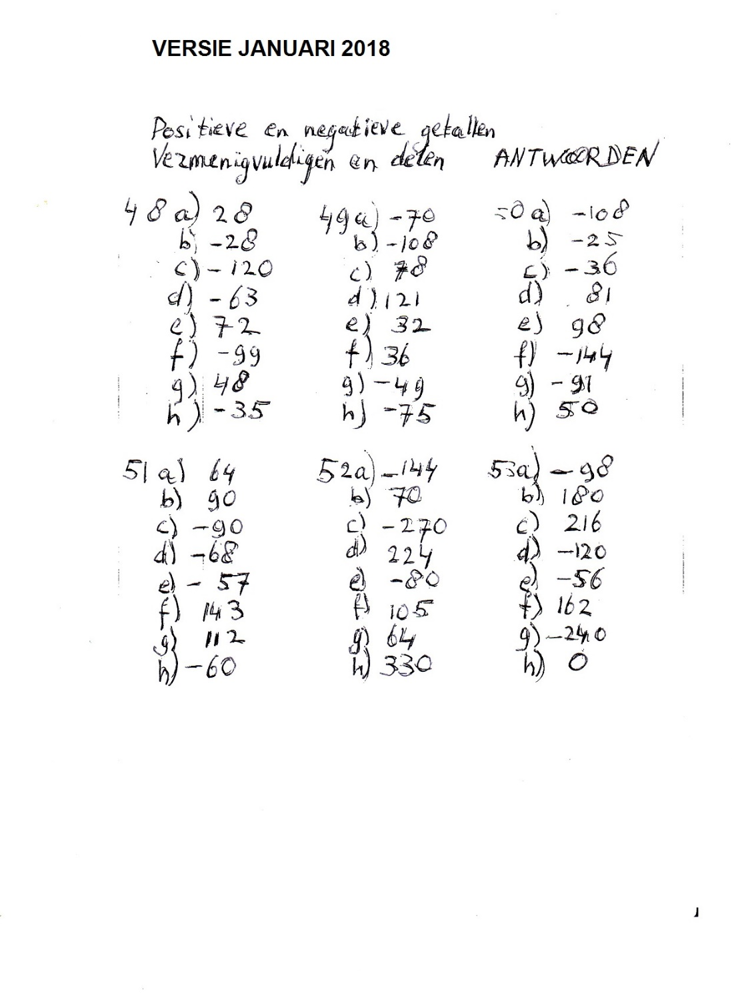 VERSIE JANUARI 2018
Positieve en negatieve getallen
Vermenigvuldigen en delen ANTWOORDEN
48 a) 28 49 a) -70 50 a) -108
b) -28 b) -108 b) -25
c) -120 c) 78 c) -36
d) -63 d) 121 d) 81
e) 72 e) 32 e) 98
f) -99 f) 36 f) -144
g) 48 g) -49 g) -91
h) -35 h) -75 h) 50
51 a) 64 52 a) -144 53 a) -98
b) 90 b) 70 b) 180
c) -90 c) -270 c) 216
d) -68 d) 224 d) -120
e) -57 e) -80 e) -56
f) 143 f) 105 f) 162
g) 112 g) 64 g) -240
h) -60 h) 330 h) 0